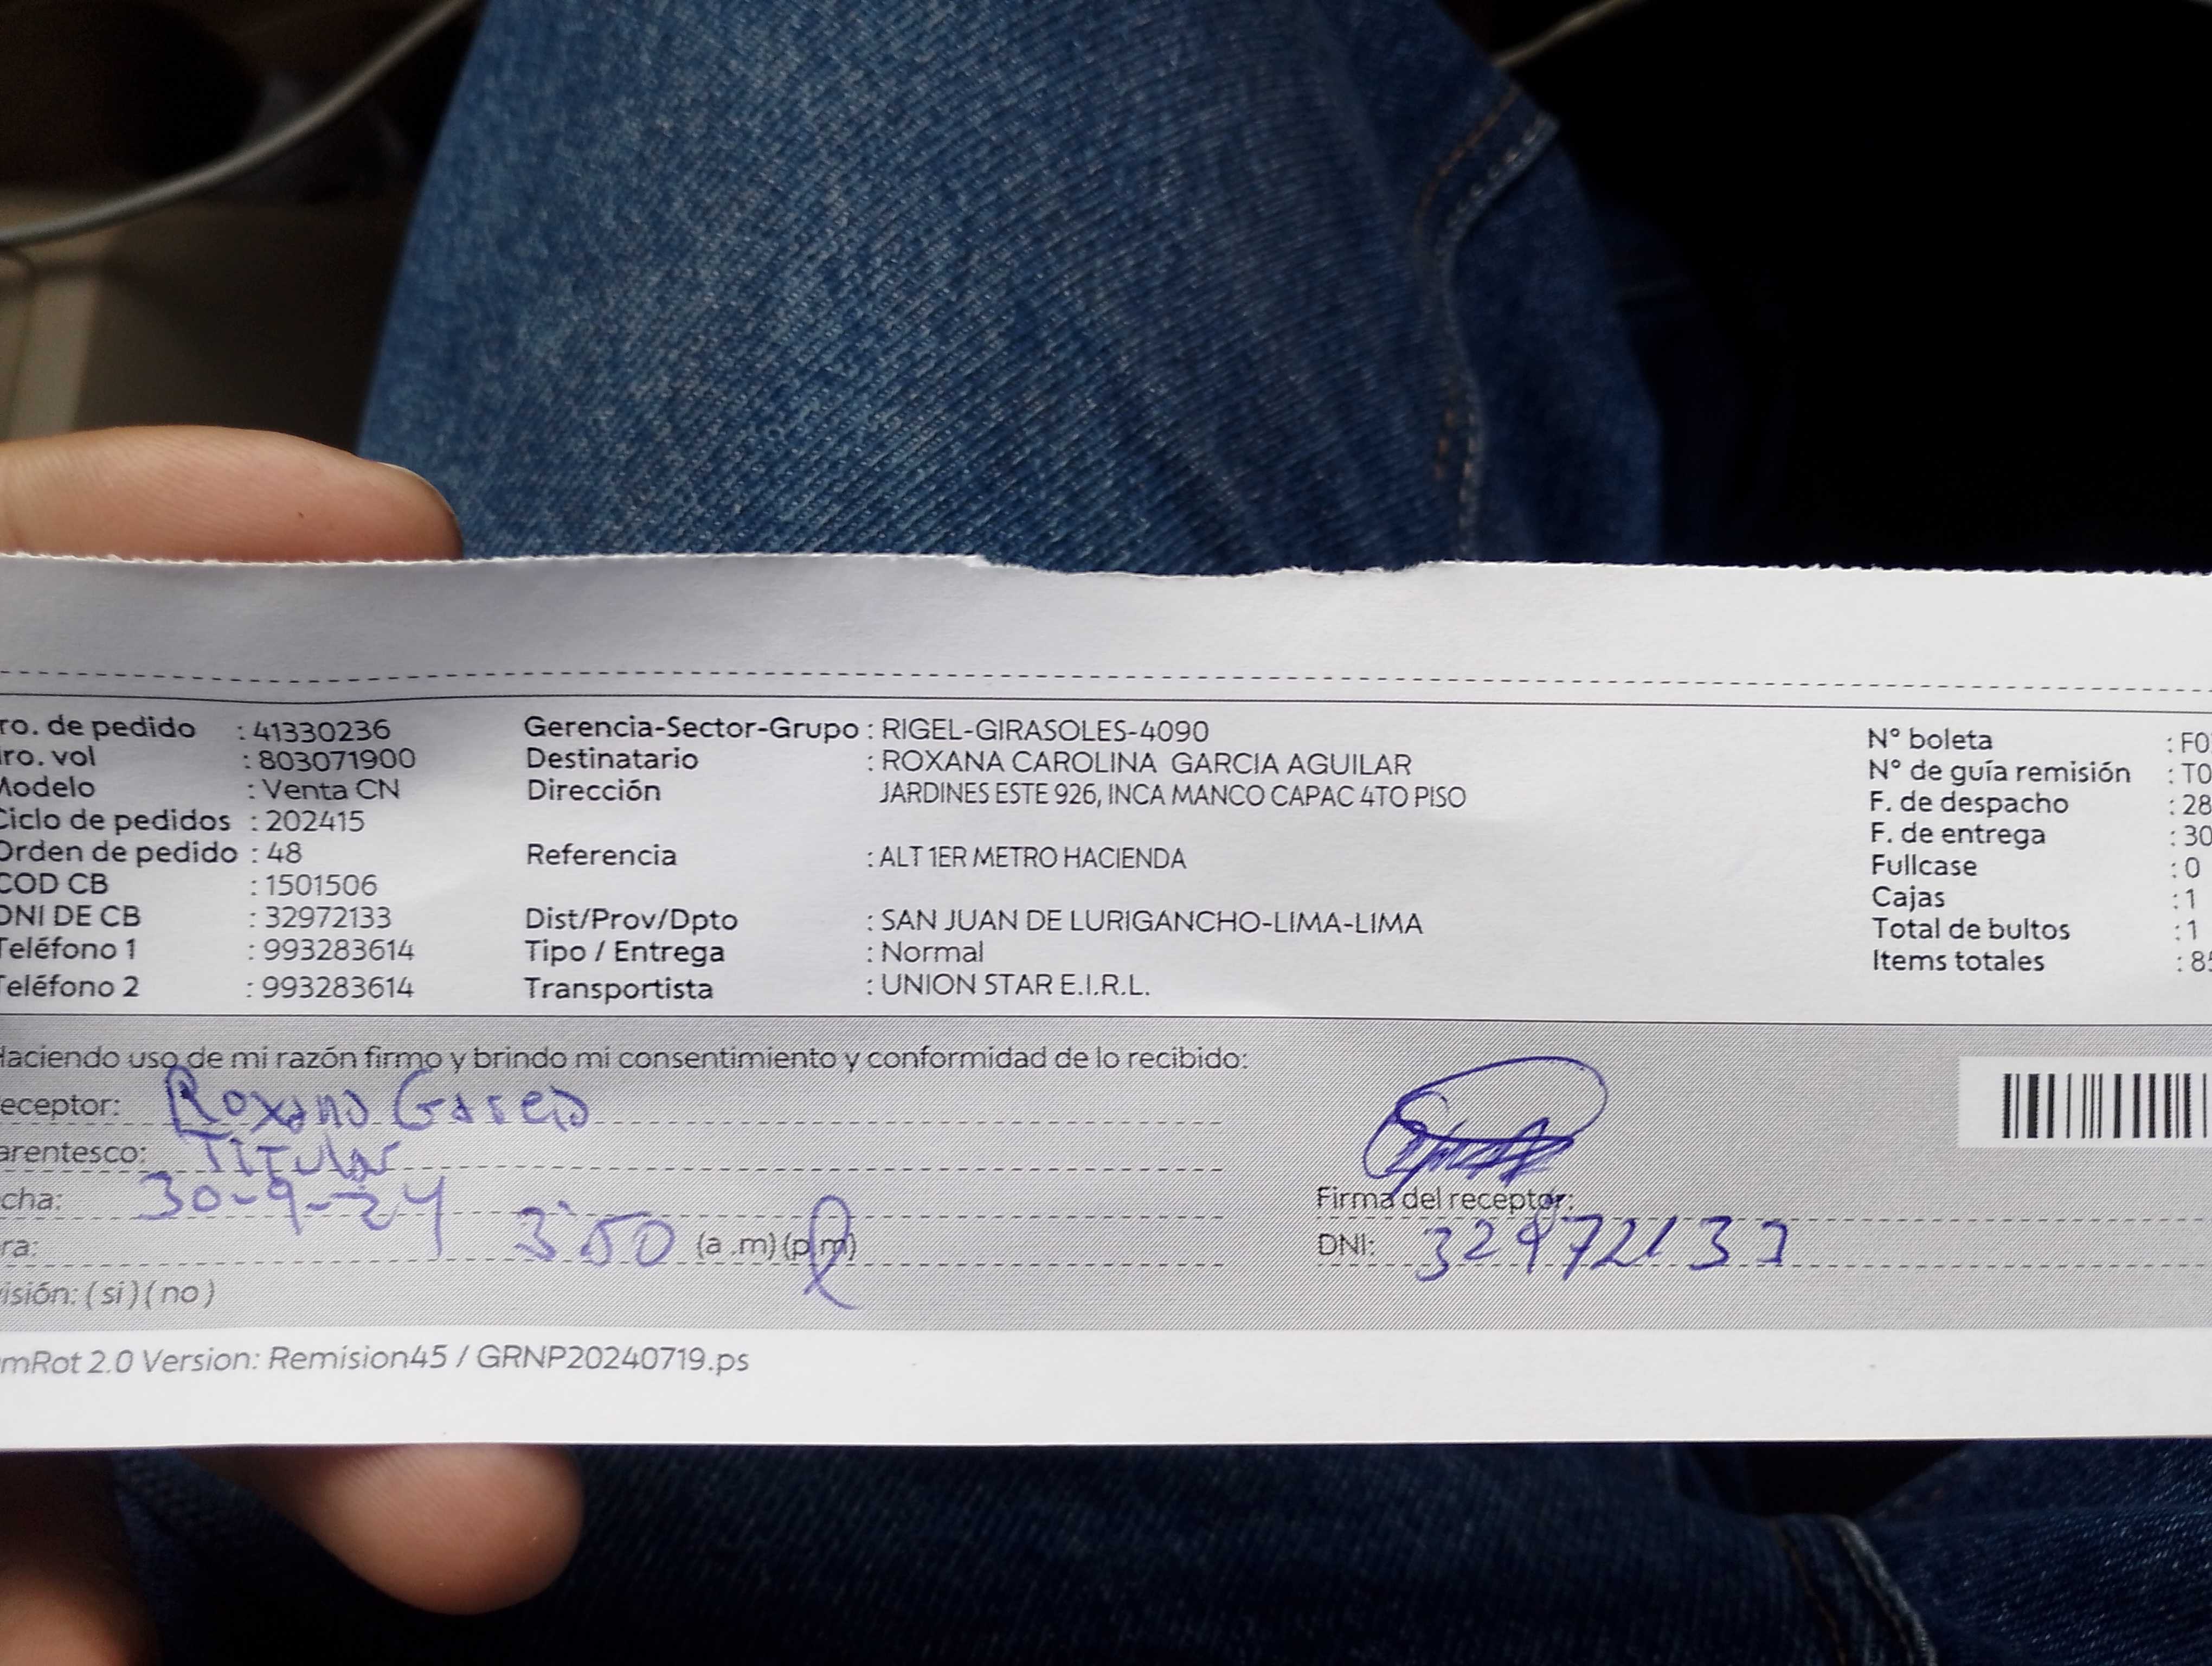 ro. de pedido : 41330236 Gerencia-Sector-Grupo : RIGEL-GIRASOLES-4090 N° boleta : F0
ro. vol : 803071900 Destinatario : ROXANA CAROLINA GARCIA AGUILAR N° de guía remisión : T0
Modelo : Venta CN Dirección JARDINES ESTE 926, INCA MANCO CAPAC 4TO PISO F. de despacho : 28
Ciclo de pedidos : 202415 F. de entrega : 30
Orden de pedido : 48 Referencia : ALT 1ER METRO HACIENDA Fullcase : 0
COD CB : 1501506 Cajas : 1
DNI DE CB : 32972133 Dist/Prov/Dpto : SAN JUAN DE LURIGANCHO-LIMA-LIMA Total de bultos : 1
Teléfono 1 : 993283614 Tipo / Entrega : Normal Items totales : 85
Teléfono 2 : 993283614 Transportista : UNION STAR E.I.R.L.
Haciendo uso de mi razón firmo y brindo mi consentimiento y conformidad de lo recibido:
eceptor: Roxana Garcia
arentesco: Titular
cha: 30-9-24 Firma del receptor:
ra: 3:50 (a .m) (p.m) DNI: 32972133
isión: ( si ) ( no )
mRot 2.0 Version: Remision45 / GRNP20240719.ps